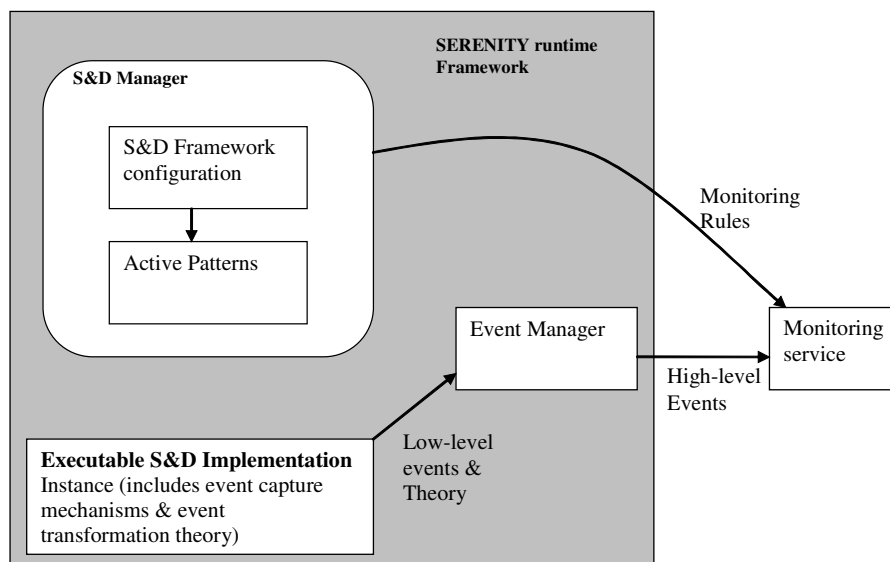 SERENITY runtime
Framework
S&D Manager
S&D Framework
configuration
Active Patterns
Monitoring
Rules
Event Manager
Monitoring
service
High-level
Events
Low-level
events &
Theory
Executable S&D Implementation
Instance (includes event capture
mechanisms & event
transformation theory)